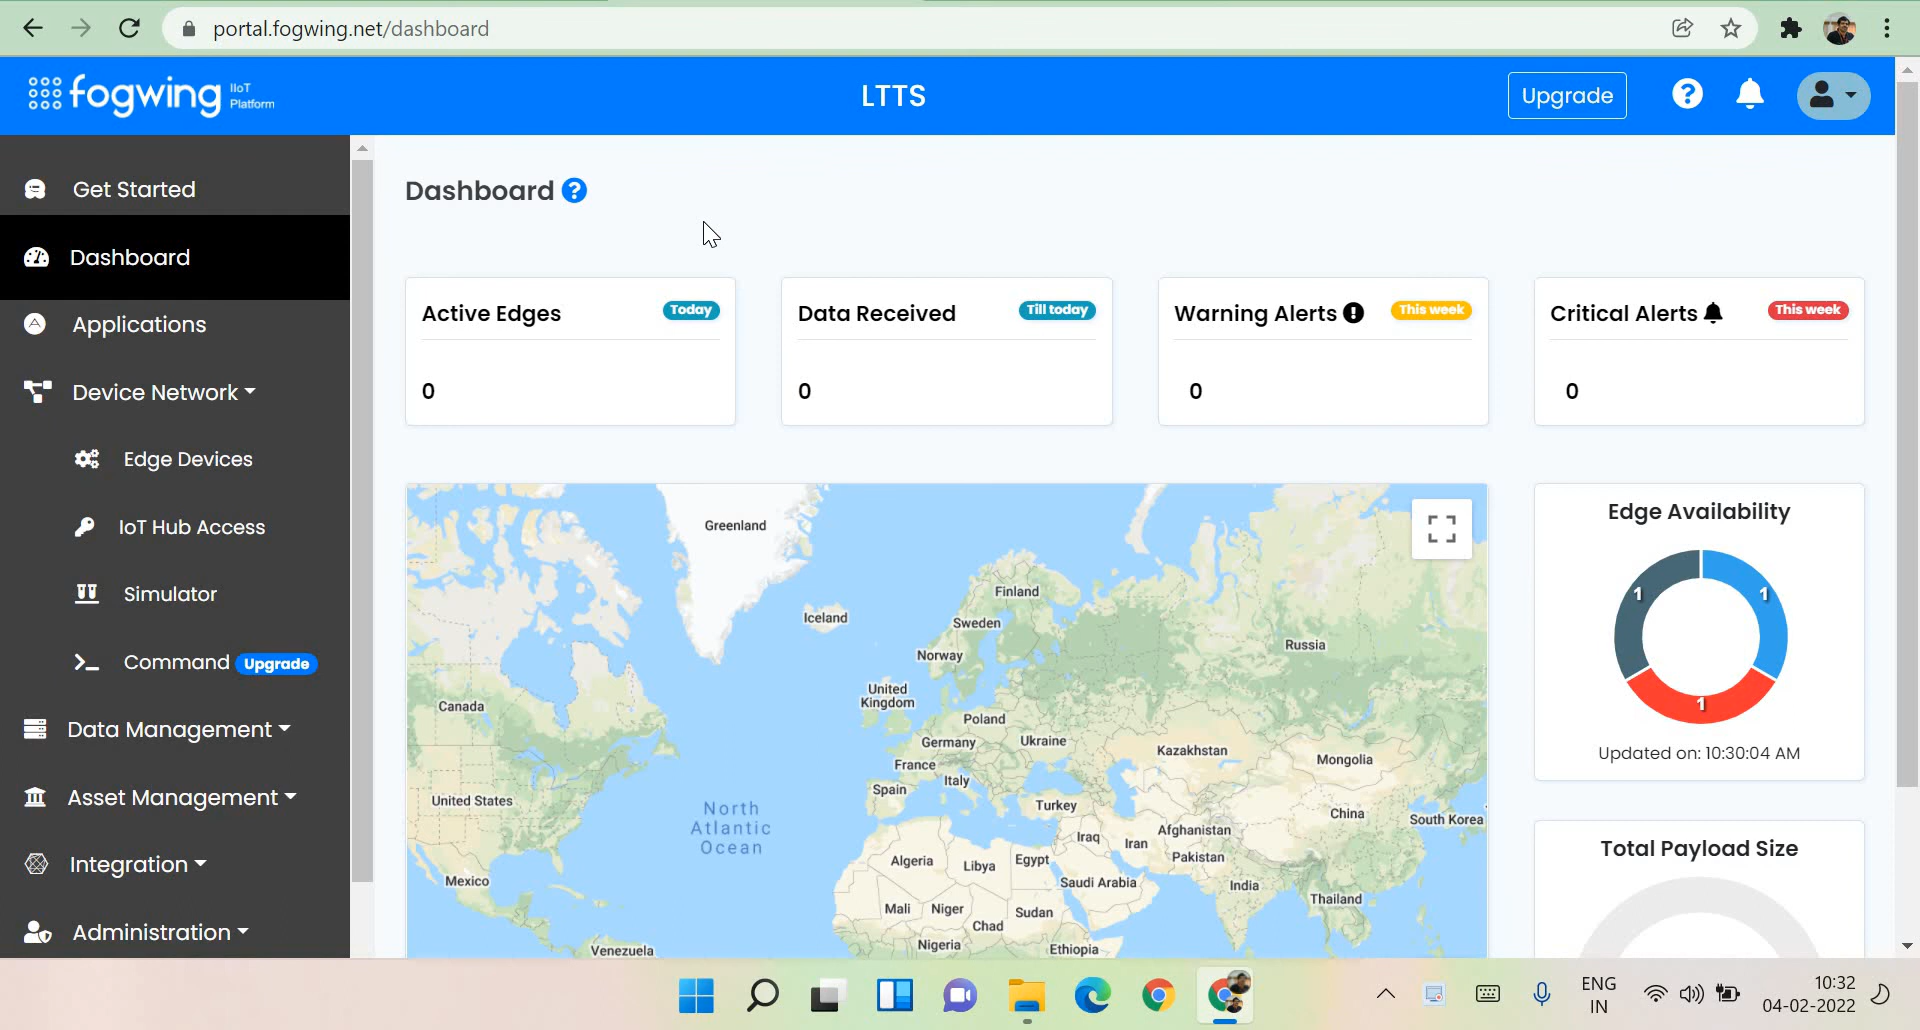 portal.fogwing.net/dashboard
fogwing IIoT Platform
LTTS
Upgrade
Get Started
Dashboard
Applications
Device Network
Edge Devices
IoT Hub Access
Simulator
Command Upgrade
Data Management
Asset Management
Integration
Administration
Dashboard
Active Edges Today
0
Data Received Till today
0
Warning Alerts This week
0
Critical Alerts This week
0
Greenland
Iceland
Finland
Sweden
Norway
Russia
United Kingdom
Canada
Poland
Germany
Ukraine
Kazakhstan
Mongolia
France
Italy
Spain
United States
Turkey
North Atlantic Ocean
China
South Korea
Afghanistan
Iraq
Iran
Pakistan
Algeria
Libya
Egypt
Saudi Arabia
India
Mexico
Thailand
Mali
Niger
Sudan
Chad
Nigeria
Ethiopia
Venezuela
Edge Availability
1
1
1
Updated on: 10:30:04 AM
Total Payload Size
ENG
IN
10:32
04-02-2022